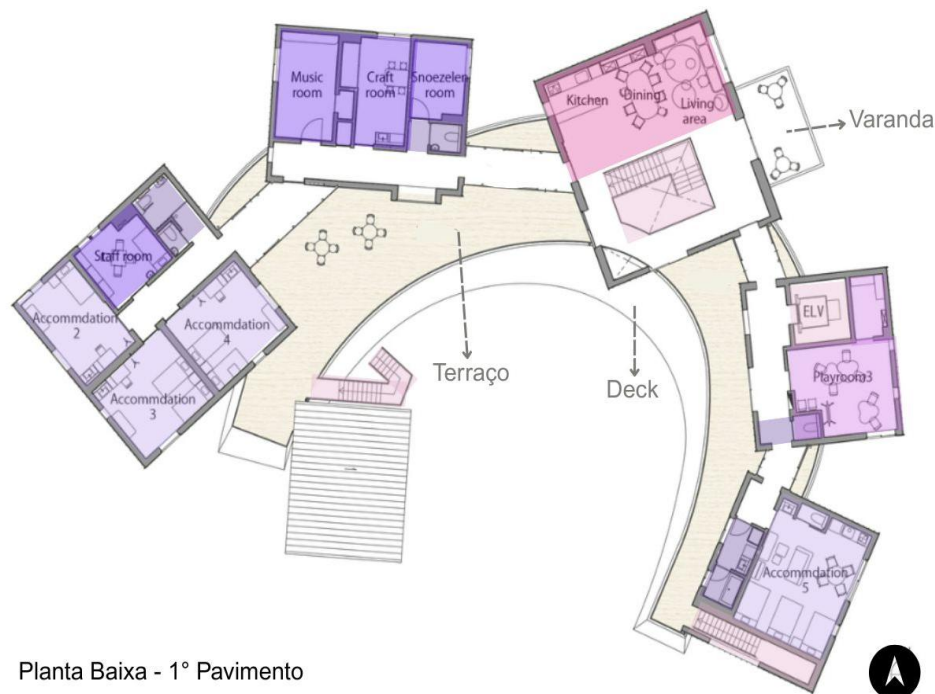 Music
room
Craft
room
Snoezelen
room
Kitchen
Dining
Living
area
Varanda
Staff room
Accommdation
2
Accommdation
3
Accommdation
4
Terraço
Deck
ELV
Playroom3
Accommdation
5
Planta Baixa - 1° Pavimento